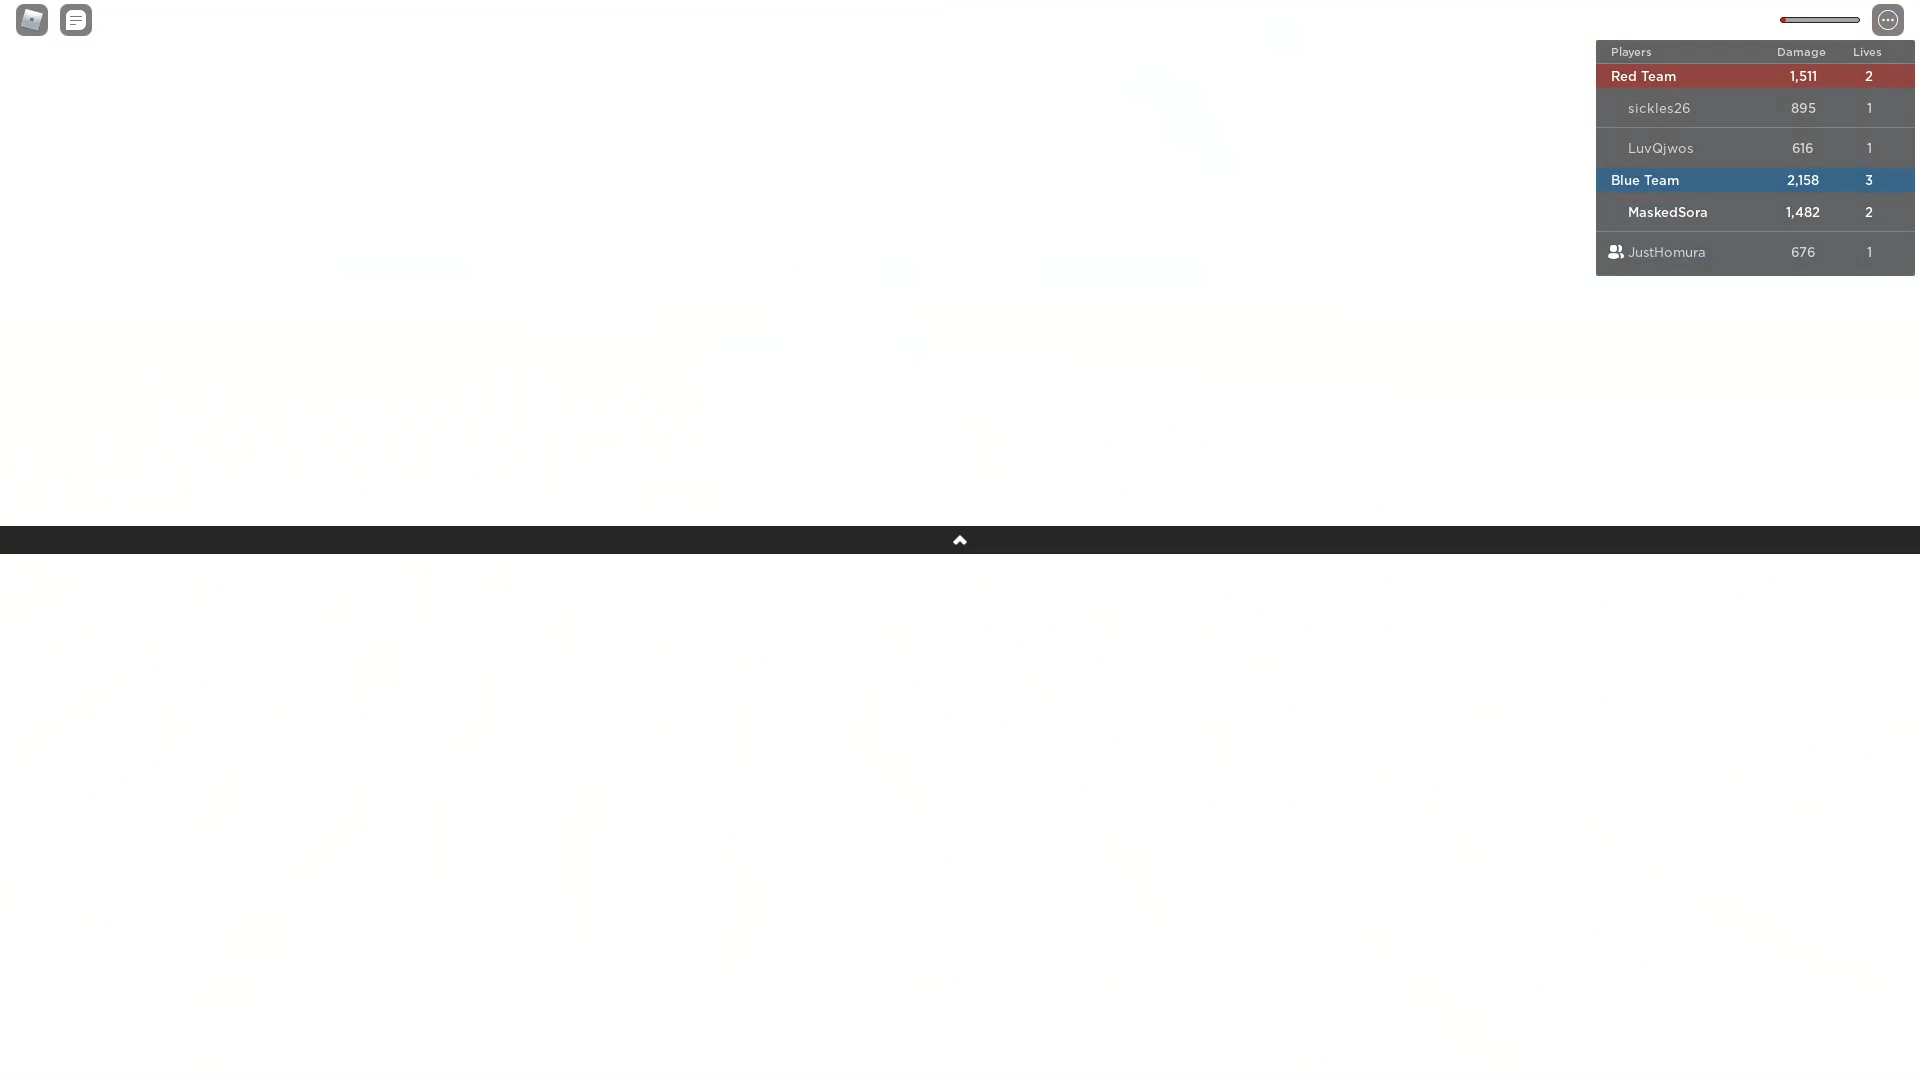 Players Damage Lives
Red Team 1,511 2
sickles26 895 1
LuvQjwos 616 1
Blue Team 2,158 3
MaskedSora 1,482 2
JustHomura 676 1